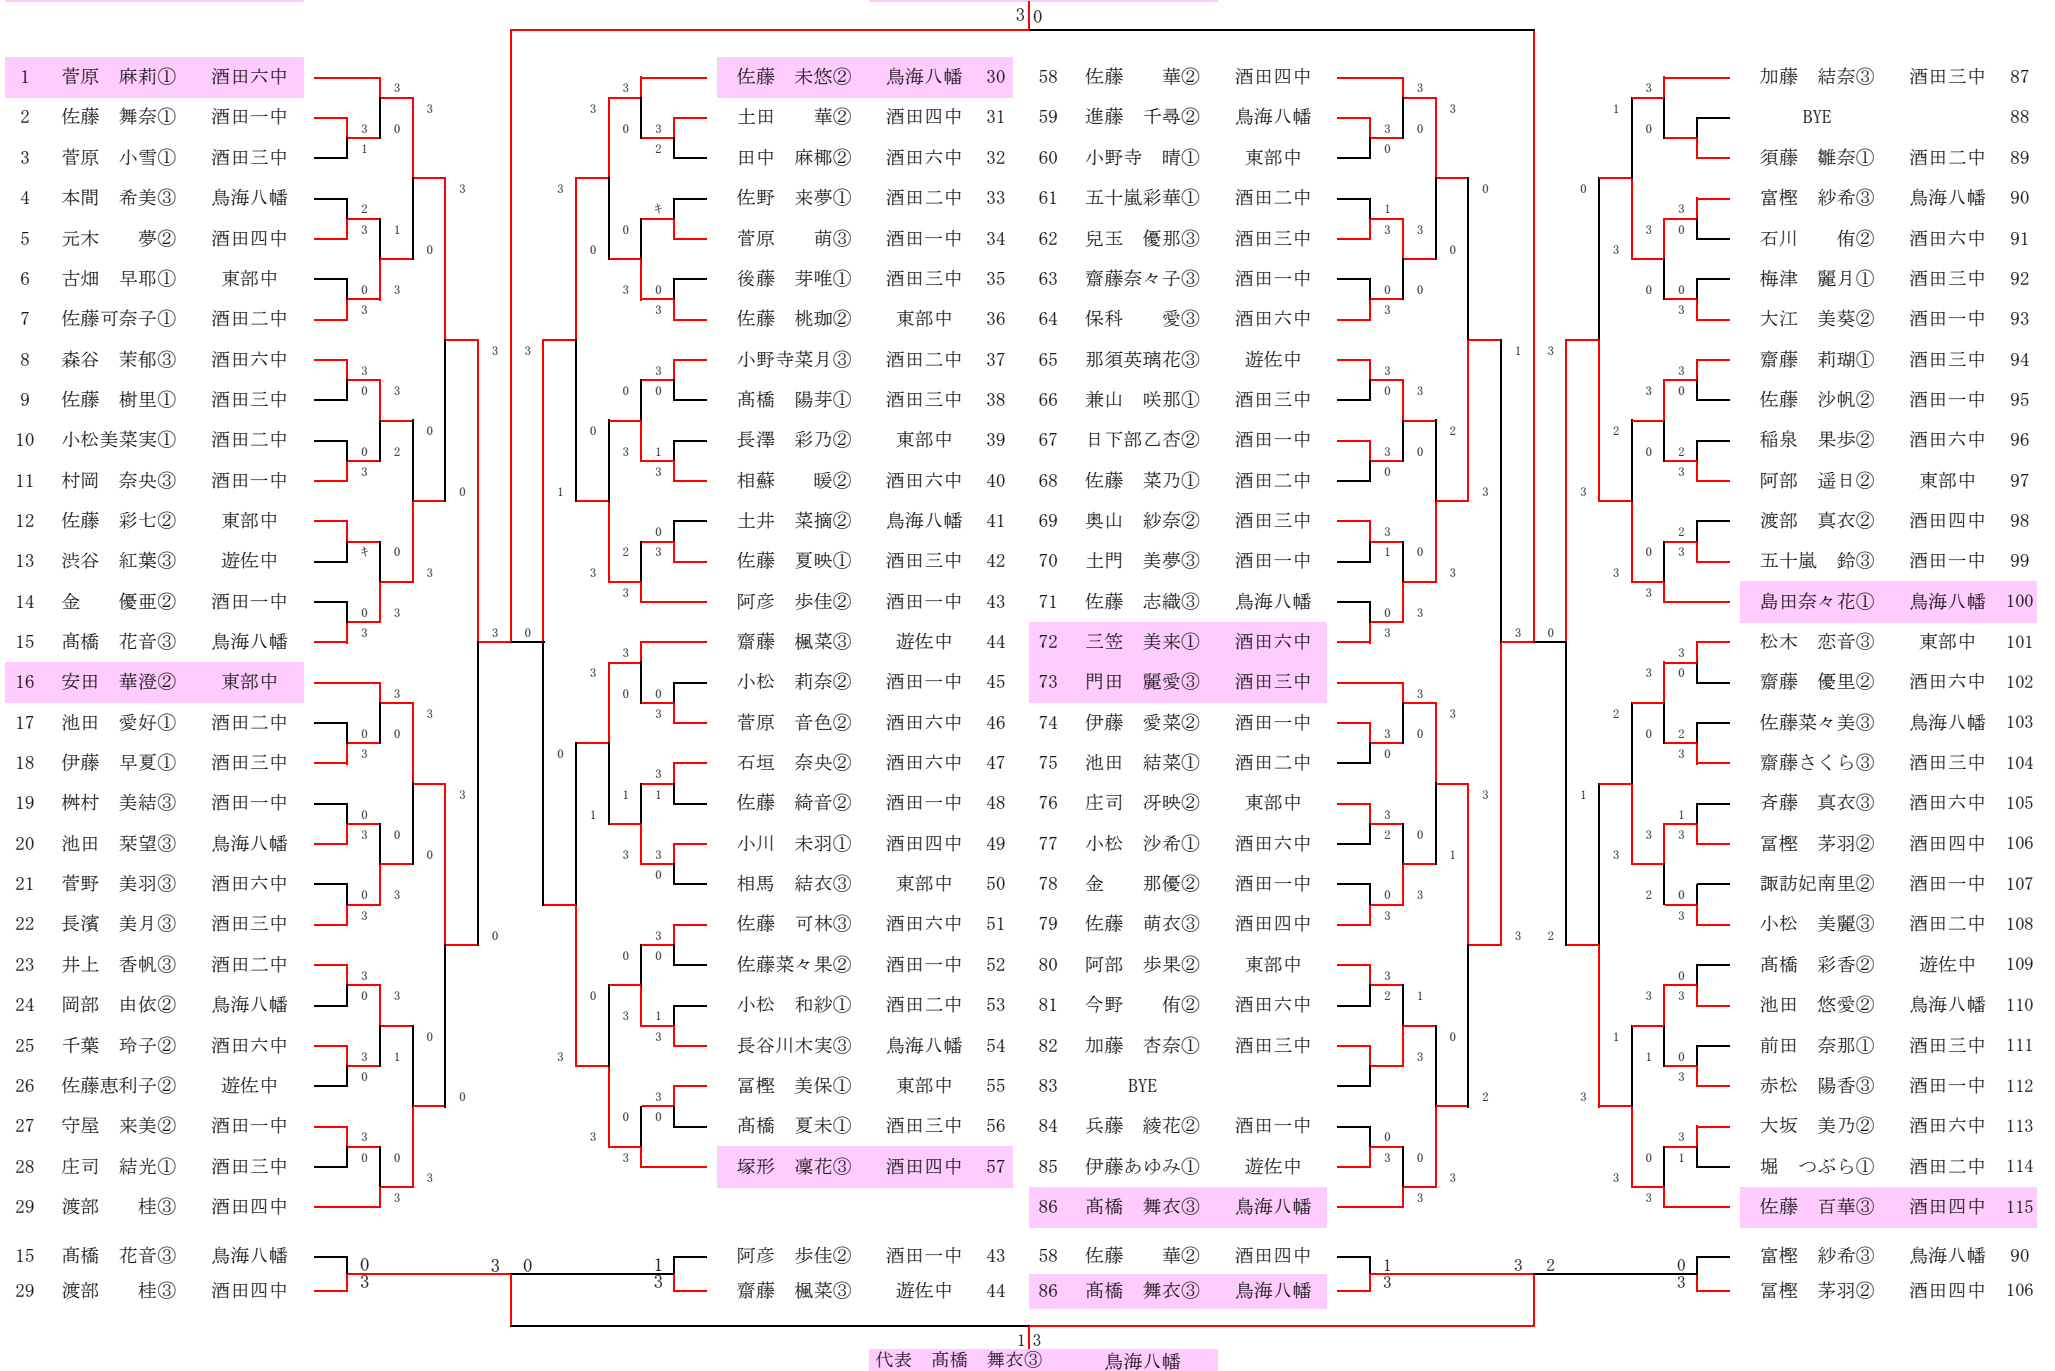 3 0
1 菅原 麻莉① 酒田六中
2 佐藤 舞奈① 酒田一中
3 菅原 小雪① 酒田三中
4 本間 希美③ 鳥海八幡
5 元木 夢② 酒田四中
6 古畑 早耶① 東部中
7 佐藤可奈子① 酒田二中
8 森谷 茉郁③ 酒田六中
9 佐藤 樹里① 酒田三中
10 小松美菜実① 酒田二中
11 村岡 奈央③ 酒田一中
12 佐藤 彩七② 東部中
13 渋谷 紅葉③ 遊佐中
14 金 優亜② 酒田一中
15 髙橋 花音③ 鳥海八幡
16 安田 華澄② 東部中
17 池田 愛好① 酒田二中
18 伊藤 早夏① 酒田三中
19 桝村 美結③ 酒田一中
20 池田 栞望③ 鳥海八幡
21 菅野 美羽③ 酒田六中
22 長濱 美月③ 酒田三中
23 井上 香帆③ 酒田二中
24 岡部 由依② 鳥海八幡
25 千葉 玲子② 酒田六中
26 佐藤恵利子② 遊佐中
27 守屋 来美② 酒田一中
28 庄司 結光① 酒田三中
29 渡部 桂③ 酒田四中
佐藤 未悠② 鳥海八幡 30
土田 華② 酒田四中 31
田中 麻椰② 酒田六中 32
佐野 来夢① 酒田二中 33
菅原 萌③ 酒田一中 34
後藤 芽唯① 酒田三中 35
佐藤 桃珈② 東部中 36
小野寺菜月③ 酒田二中 37
髙橋 陽芽① 酒田三中 38
長澤 彩乃② 東部中 39
相蘇 暖② 酒田六中 40
土井 菜摘② 鳥海八幡 41
佐藤 夏映① 酒田三中 42
阿彦 歩佳② 酒田一中 43
齋藤 楓菜③ 遊佐中 44
小松 莉奈② 酒田一中 45
菅原 音色② 酒田六中 46
石垣 奈央② 酒田六中 47
佐藤 綺音② 酒田一中 48
小川 未羽① 酒田四中 49
相馬 結衣③ 東部中 50
佐藤 可林③ 酒田六中 51
佐藤菜々果② 酒田一中 52
小松 和紗① 酒田二中 53
長谷川木実③ 鳥海八幡 54
冨樫 美保① 東部中 55
髙橋 夏未① 酒田三中 56
塚形 凜花③ 酒田四中 57
58 佐藤 華② 酒田四中
59 進藤 千尋② 鳥海八幡
60 小野寺 晴① 東部中
61 五十嵐彩華① 酒田二中
62 兒玉 優那③ 酒田三中
63 齋藤奈々子③ 酒田一中
64 保科 愛③ 酒田六中
65 那須英璃花③ 遊佐中
66 兼山 咲那① 酒田三中
67 日下部乙杏② 酒田一中
68 佐藤 菜乃① 酒田二中
69 奥山 紗奈② 酒田三中
70 土門 美夢③ 酒田一中
71 佐藤 志織③ 鳥海八幡
72 三笠 美来① 酒田六中
73 門田 麗愛③ 酒田三中
74 伊藤 愛菜② 酒田一中
75 池田 結菜① 酒田二中
76 庄司 冴映② 東部中
77 小松 沙希① 酒田六中
78 金 那優② 酒田一中
79 佐藤 萌衣③ 酒田四中
80 阿部 歩果② 東部中
81 今野 侑② 酒田六中
82 加藤 杏奈① 酒田三中
83 BYE
84 兵藤 綾花② 酒田一中
85 伊藤あゆみ① 遊佐中
86 髙橋 舞衣③ 鳥海八幡
加藤 結奈③ 酒田三中 87
BYE 88
須藤 雛奈① 酒田二中 89
富樫 紗希③ 鳥海八幡 90
石川 侑② 酒田六中 91
梅津 麗月① 酒田三中 92
大江 美葵② 酒田一中 93
齋藤 莉瑚① 酒田三中 94
佐藤 沙帆② 酒田一中 95
稲泉 果歩② 酒田六中 96
阿部 遥日② 東部中 97
渡部 真衣② 酒田四中 98
五十嵐 鈴③ 酒田一中 99
島田奈々花① 鳥海八幡 100
松木 恋音③ 東部中 101
齋藤 優里② 酒田六中 102
佐藤菜々美③ 鳥海八幡 103
齋藤さくら③ 酒田三中 104
斉藤 真衣③ 酒田六中 105
冨樫 茅羽② 酒田四中 106
諏訪妃南里② 酒田一中 107
小松 美麗③ 酒田二中 108
髙橋 彩香② 遊佐中 109
池田 悠愛② 鳥海八幡 110
前田 奈那① 酒田三中 111
赤松 陽香③ 酒田一中 112
大坂 美乃② 酒田六中 113
堀 つぶら① 酒田二中 114
佐藤 百華③ 酒田四中 115
15 髙橋 花音③ 鳥海八幡 0
29 渡部 桂③ 酒田四中 3
3 0
1 阿彦 歩佳② 酒田一中 43
3 齋藤 楓菜③ 遊佐中 44
58 佐藤 華② 酒田四中 1
86 髙橋 舞衣③ 鳥海八幡 3
3 2
0 富樫 紗希③ 鳥海八幡 90
3 冨樫 茅羽② 酒田四中 106
1 3
代表 髙橋 舞衣③ 鳥海八幡